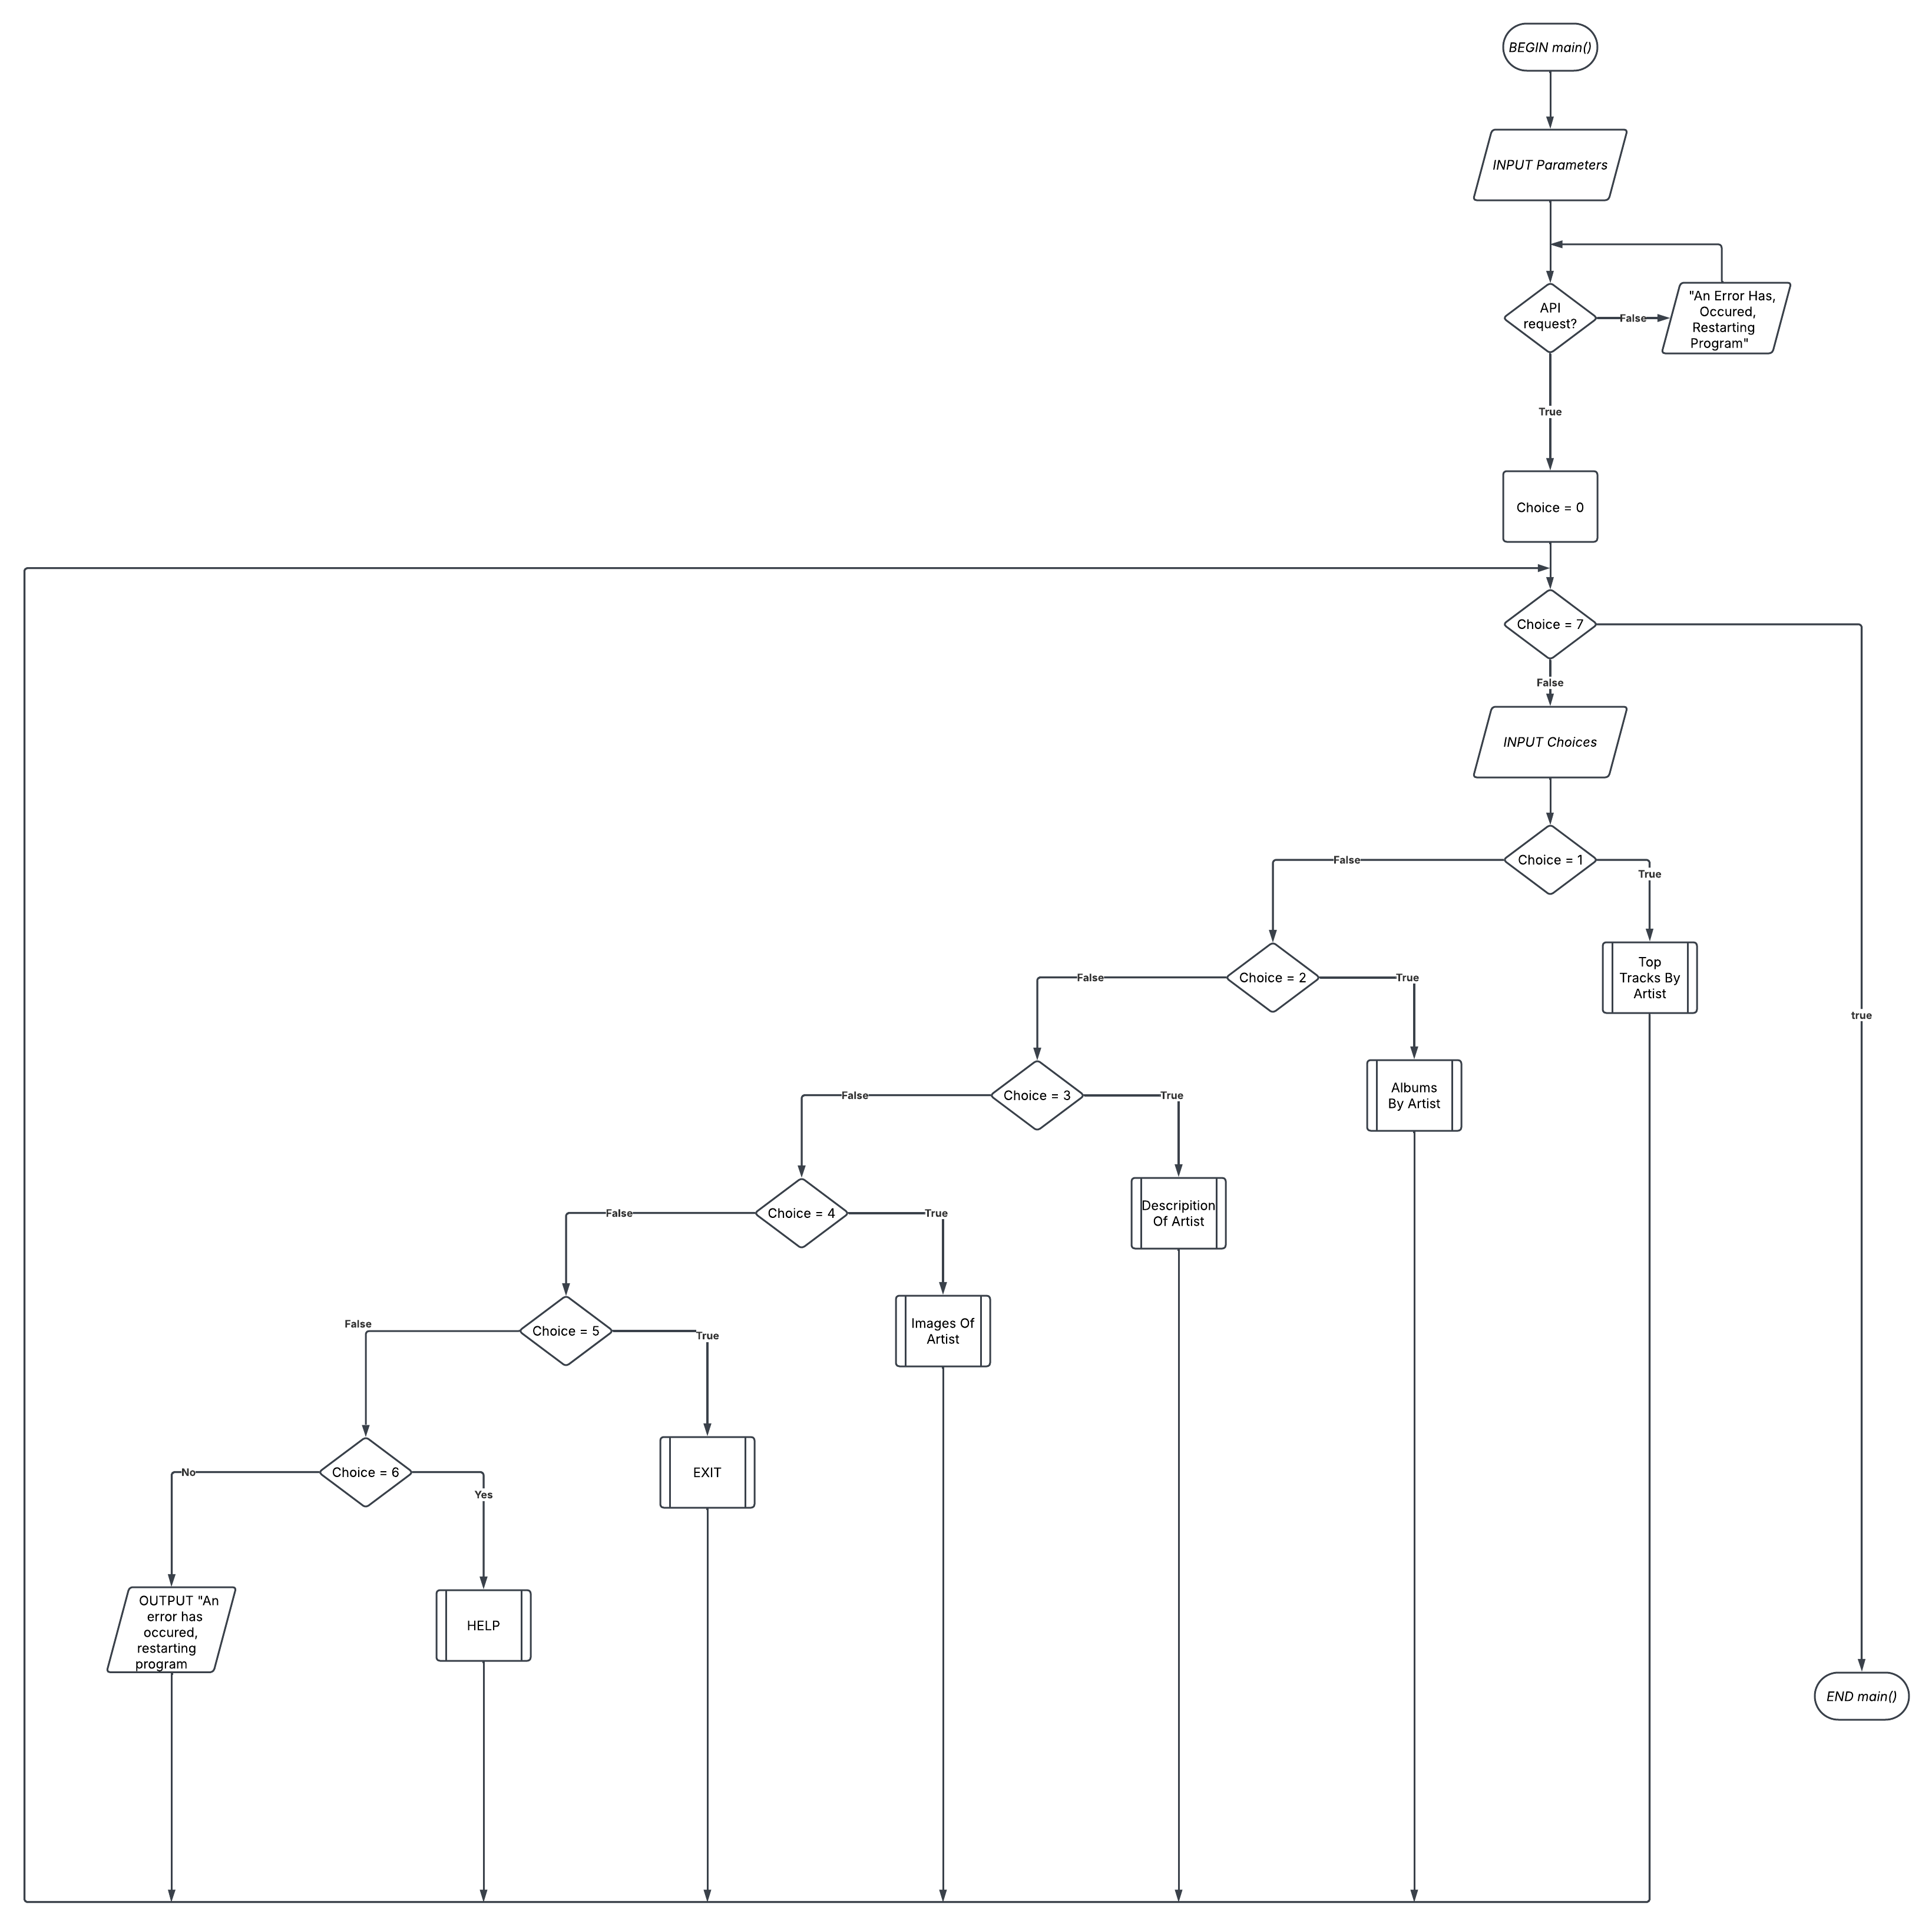 BEGIN main()
INPUT Parameters
API
request?
False
"An Error Has,
Occured,
Restarting
Program"
True
Choice = 0
Choice = 7
False
INPUT Choices
Choice = 1
False
True
Top
Tracks By
Artist
true
Choice = 2
False
True
Albums
By Artist
Choice = 3
False
True
Descripition
Of Artist
Choice = 4
False
True
Images Of
Artist
Choice = 5
False
True
EXIT
Choice = 6
No
Yes
OUTPUT "An
error has
occured,
restarting
program
HELP
END main()